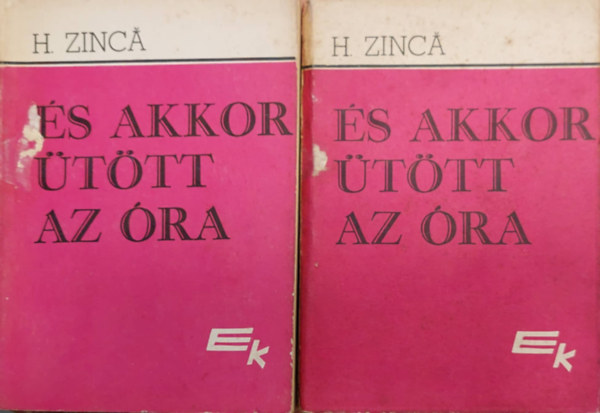 H. ZINCĂ
ÉS AKKOR
ÜTÖTT
AZ ÓRA
Ek
H. ZINCĂ
ÉS AKKOR
ÜTÖTT
AZ ÓRA
Ek